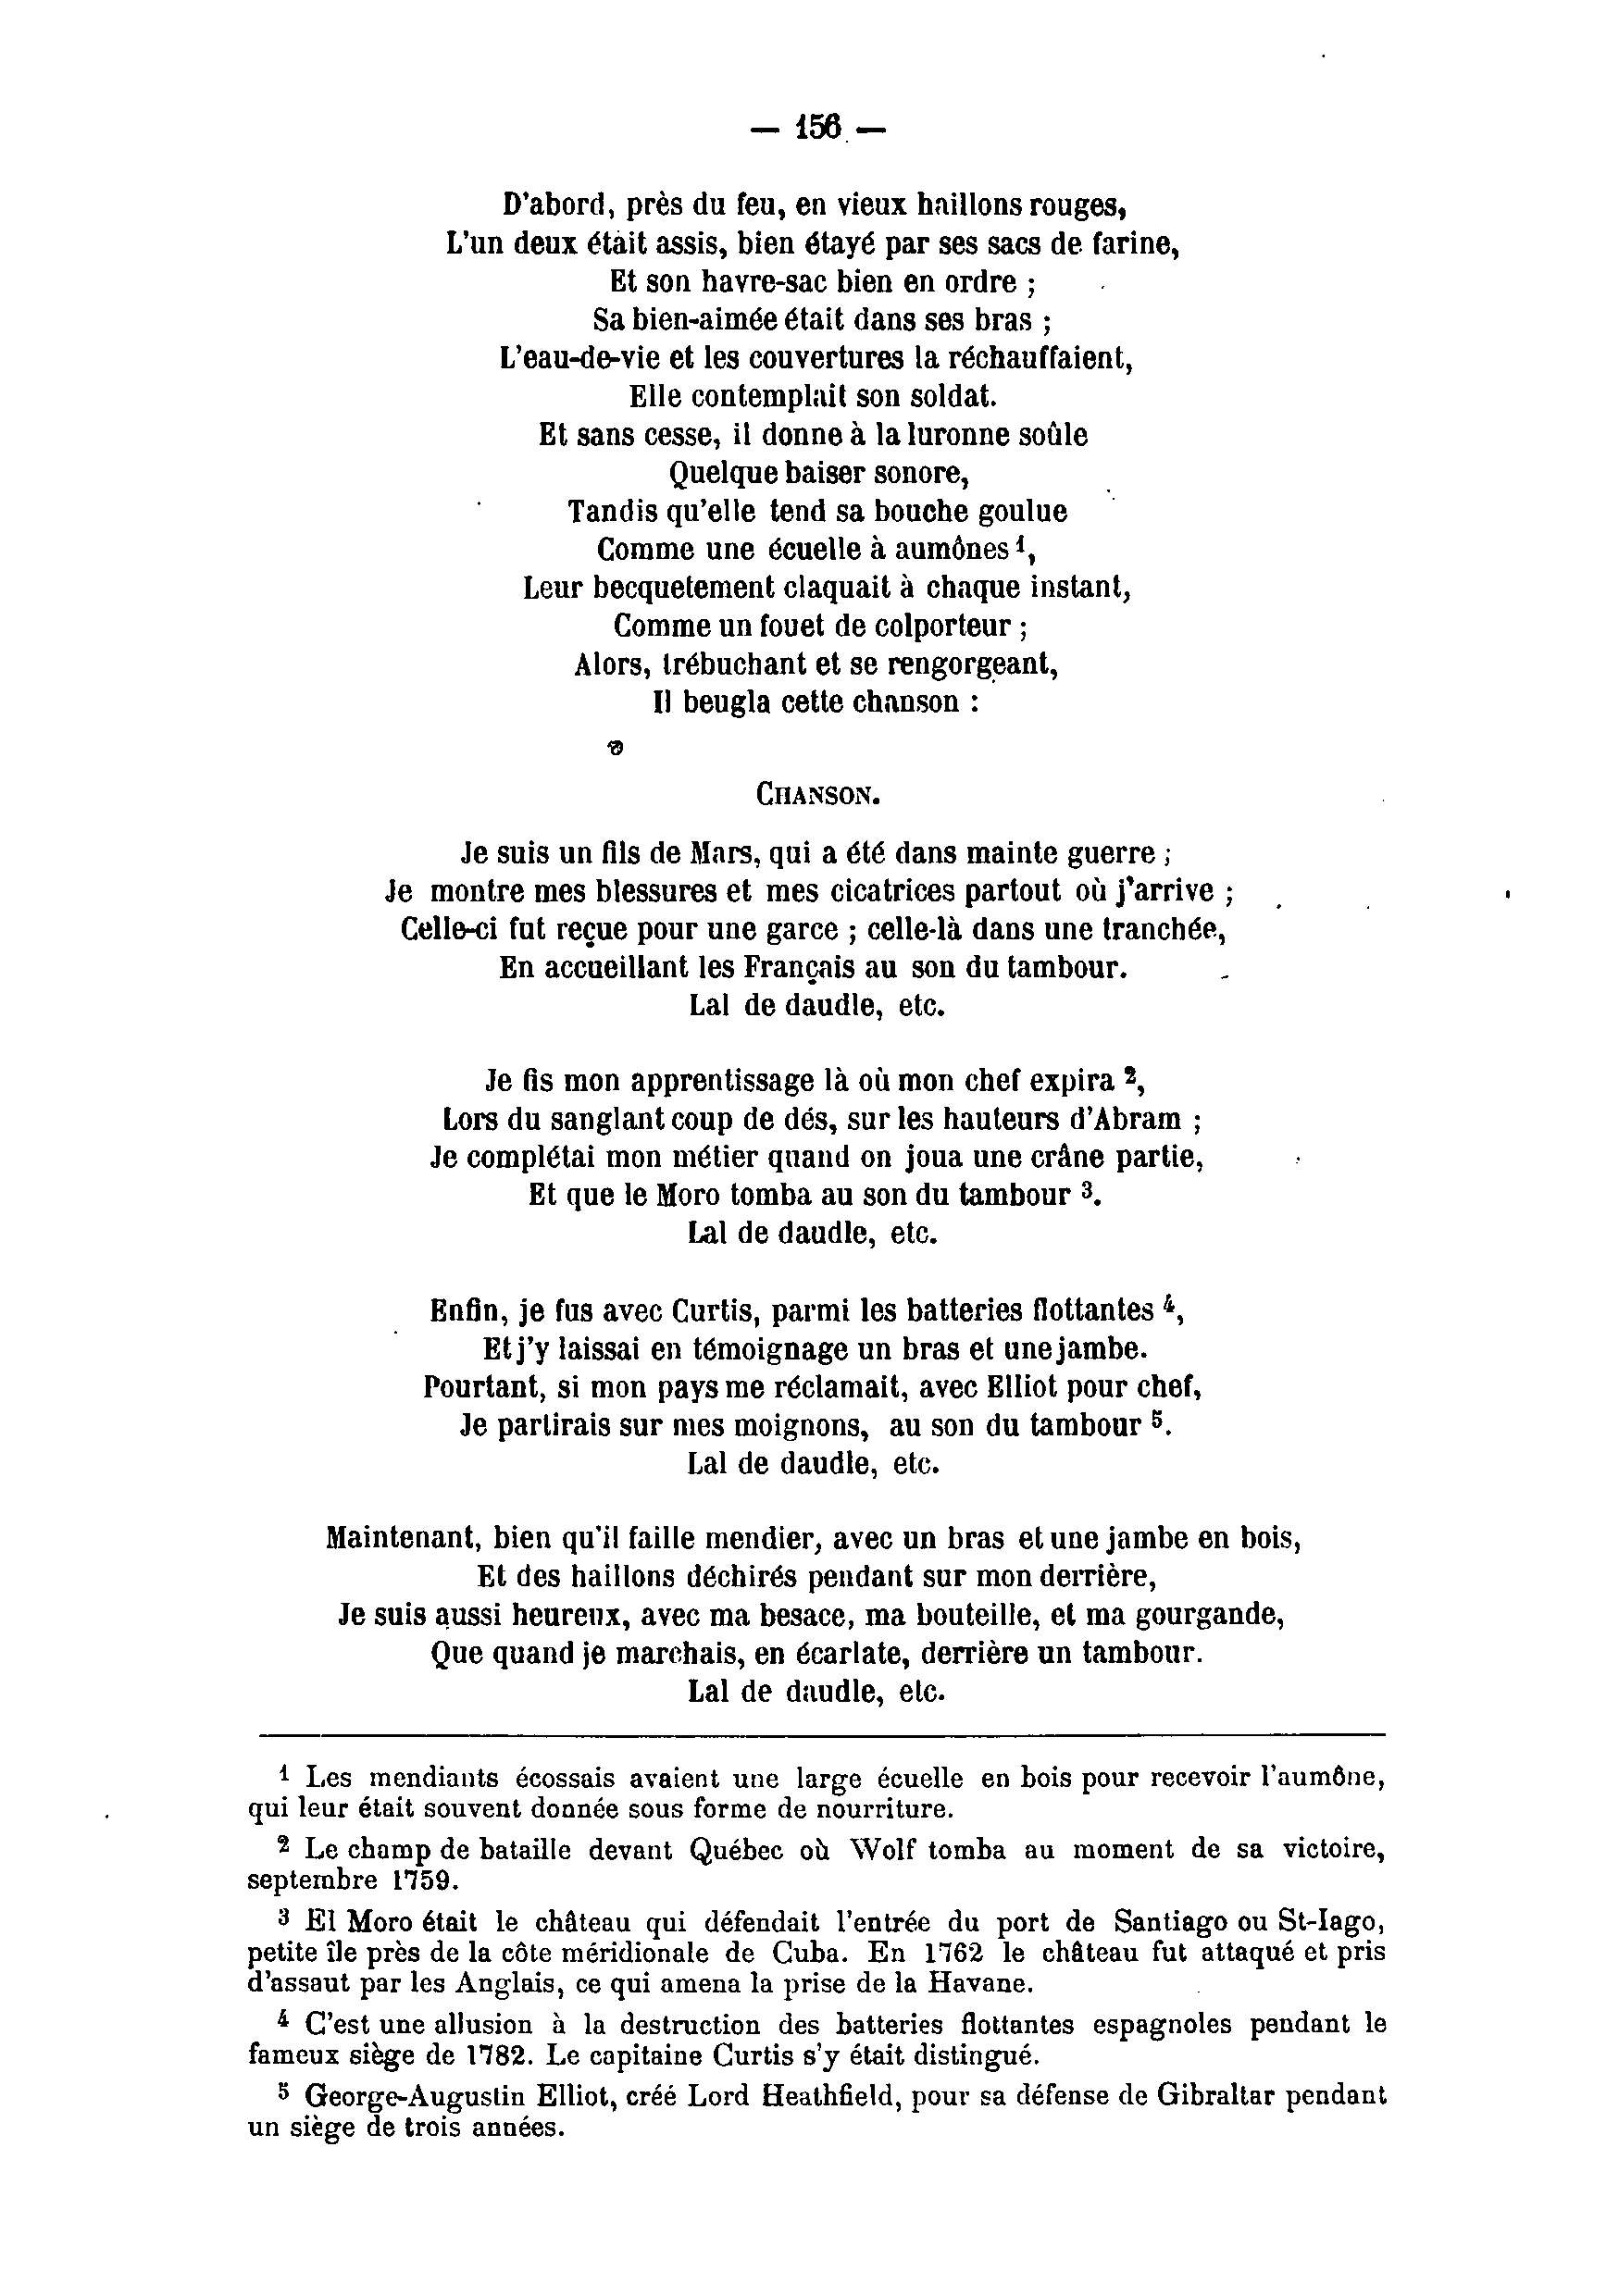 — 156 —
D'abord, près du feu, en vieux haillons rouges,
L'un deux était assis, bien étayé par ses sacs de farine,
Et son havre-sac bien en ordre ;
Sa bien-aimée était dans ses bras ;
L'eau-de-vie et les couvertures la réchauffaient,
Elle contemplait son soldat.
Et sans cesse, il donne à la luronne soûle
Quelque baiser sonore,
Tandis qu'elle tend sa bouche goulue
Comme une écuelle à aumônes ¹,
Leur becquetement claquait à chaque instant,
Comme un fouet de colporteur ;
Alors, trébuchant et se rengorgeant,
Il beugla cette chanson :
CHANSON.
Je suis un fils de Mars, qui a été dans mainte guerre ;
Je montre mes blessures et mes cicatrices partout où j'arrive ;
Celle-ci fut reçue pour une garce ; celle-là dans une tranchée,
En accueillant les Français au son du tambour.
Lal de daudle, etc.
Je fis mon apprentissage là où mon chef expira ²,
Lors du sanglant coup de dés, sur les hauteurs d'Abram ;
Je complétai mon métier quand on joua une crâne partie,
Et que le Moro tomba au son du tambour ³.
Lal de daudle, etc.
Enfin, je fus avec Curtis, parmi les batteries flottantes ⁴,
Et j'y laissai en témoignage un bras et une jambe.
Pourtant, si mon pays me réclamait, avec Elliot pour chef,
Je partirais sur mes moignons, au son du tambour ⁵.
Lal de daudle, etc.
Maintenant, bien qu'il faille mendier, avec un bras et une jambe en bois,
Et des haillons déchirés pendant sur mon derrière,
Je suis aussi heureux, avec ma besace, ma bouteille, et ma gourgande,
Que quand je marchais, en écarlate, derrière un tambour.
Lal de daudle, etc.
¹ Les mendiants écossais avaient une large écuelle en bois pour recevoir l'aumône,
qui leur était souvent donnée sous forme de nourriture.
² Le champ de bataille devant Québec où Wolf tomba au moment de sa victoire,
septembre 1759.
³ El Moro était le château qui défendait l'entrée du port de Santiago ou St-Iago,
petite île près de la côte méridionale de Cuba. En 1762 le château fut attaqué et pris
d'assaut par les Anglais, ce qui amena la prise de la Havane.
⁴ C'est une allusion à la destruction des batteries flottantes espagnoles pendant le
fameux siège de 1782. Le capitaine Curtis s'y était distingué.
⁵ George-Augustin Elliot, créé Lord Heathfield, pour sa défense de Gibraltar pendant
un siège de trois années.